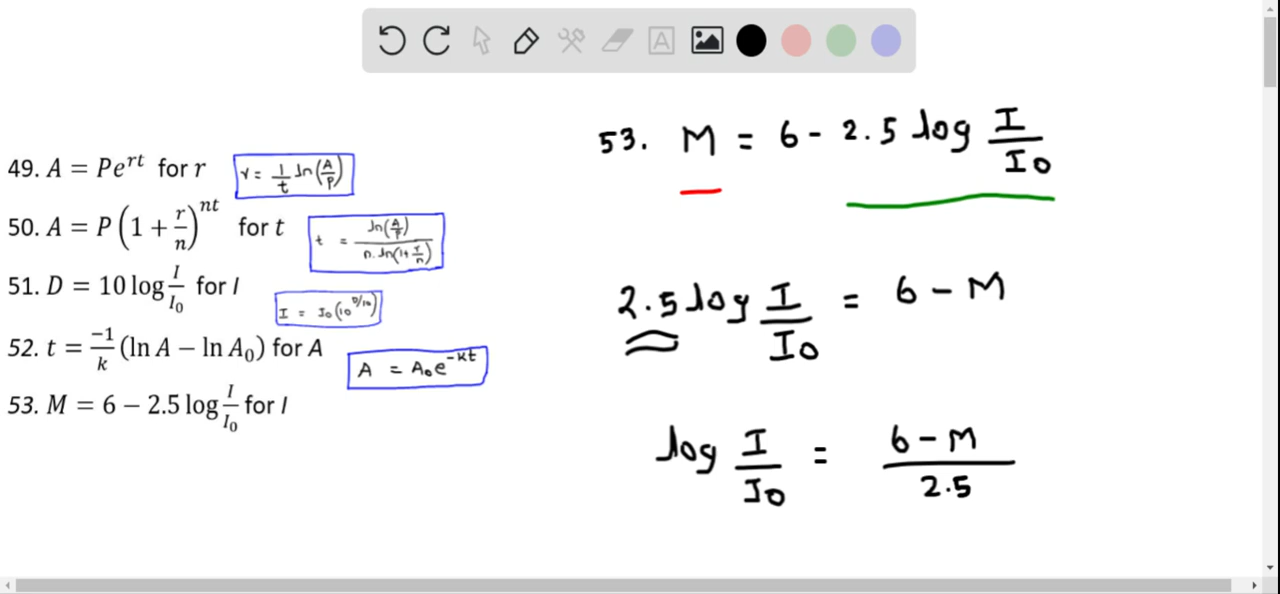 49. A = Pe^{rt} for r
r = 1/t ln(A/P)
50. A = P(1 + r/n)^{nt} for t
t = ln(A/P) / n.ln(1+r/n)
51. D = 10 log I/I₀ for I
I = I₀(10^{D/10})
52. t = -1/k (ln A − ln A₀) for A
A = A₀e^{-kt}
53. M = 6 − 2.5 log I/I₀ for I
53. M = 6 - 2.5 log I/I₀
2.5 log I/I₀ = 6 - M
log I/I₀ = 6 - M / 2.5
A